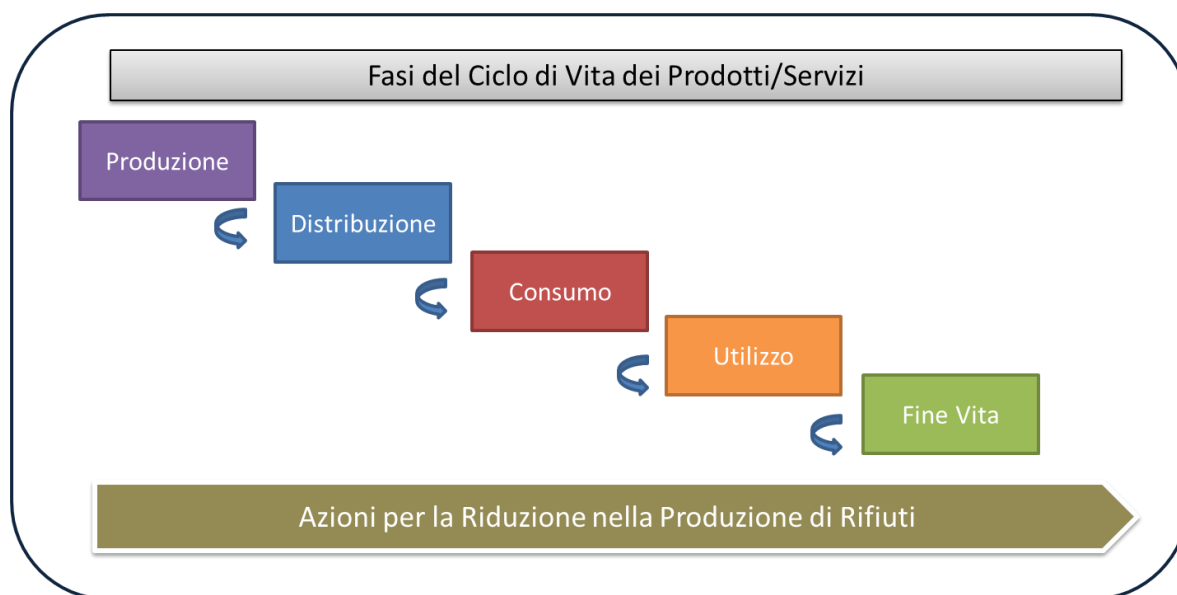 Fasi del Ciclo di Vita dei Prodotti/Servizi
Produzione
Distribuzione
Consumo
Utilizzo
Fine Vita
Azioni per la Riduzione nella Produzione di Rifiuti